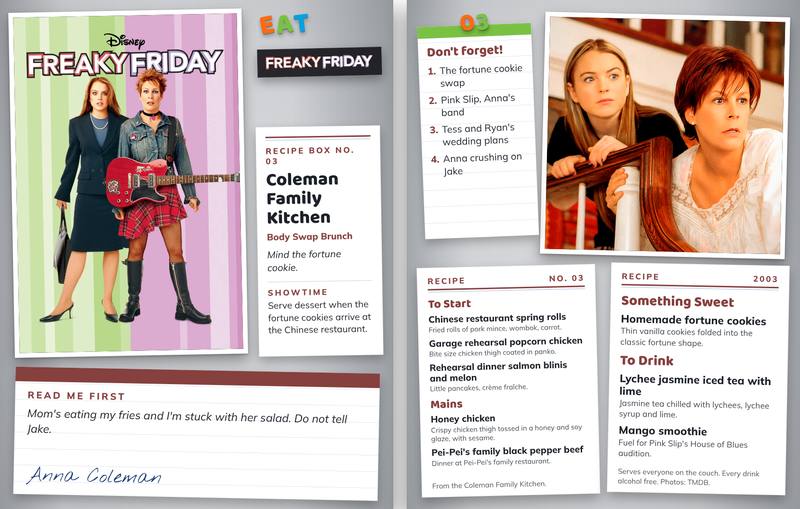 Disney
FREAKY FRIDAY
EAT
FREAKY FRIDAY
RECIPE BOX NO.
03
Coleman
Family
Kitchen
Body Swap Brunch
Mind the fortune
cookie.
SHOWTIME
Serve dessert when the
fortune cookies arrive at
the Chinese restaurant.
READ ME FIRST
Mom's eating my fries and I'm stuck with her salad. Do not tell
Jake.
Anna Coleman
03
Don't forget!
1. The fortune cookie
swap
2. Pink Slip, Anna's
band
3. Tess and Ryan's
wedding plans
4. Anna crushing on
Jake
RECIPE NO. 03
To Start
Chinese restaurant spring rolls
Fried rolls of pork mince, wombok, carrot.
Garage rehearsal popcorn chicken
Bite size chicken thigh coated in panko.
Rehearsal dinner salmon blinis
and melon
Little pancakes, crème fraîche.
Mains
Honey chicken
Crispy chicken thigh tossed in a honey and soy
glaze, with sesame.
Pei-Pei's family black pepper beef
Dinner at Pei-Pei's family restaurant.
From the Coleman Family Kitchen.
RECIPE 2003
Something Sweet
Homemade fortune cookies
Thin vanilla cookies folded into the
classic fortune shape.
To Drink
Lychee jasmine iced tea with
lime
Jasmine tea chilled with lychees, lychee
syrup and lime.
Mango smoothie
Fuel for Pink Slip's House of Blues
audition.
Serves everyone on the couch. Every drink
alcohol free. Photos: TMDB.